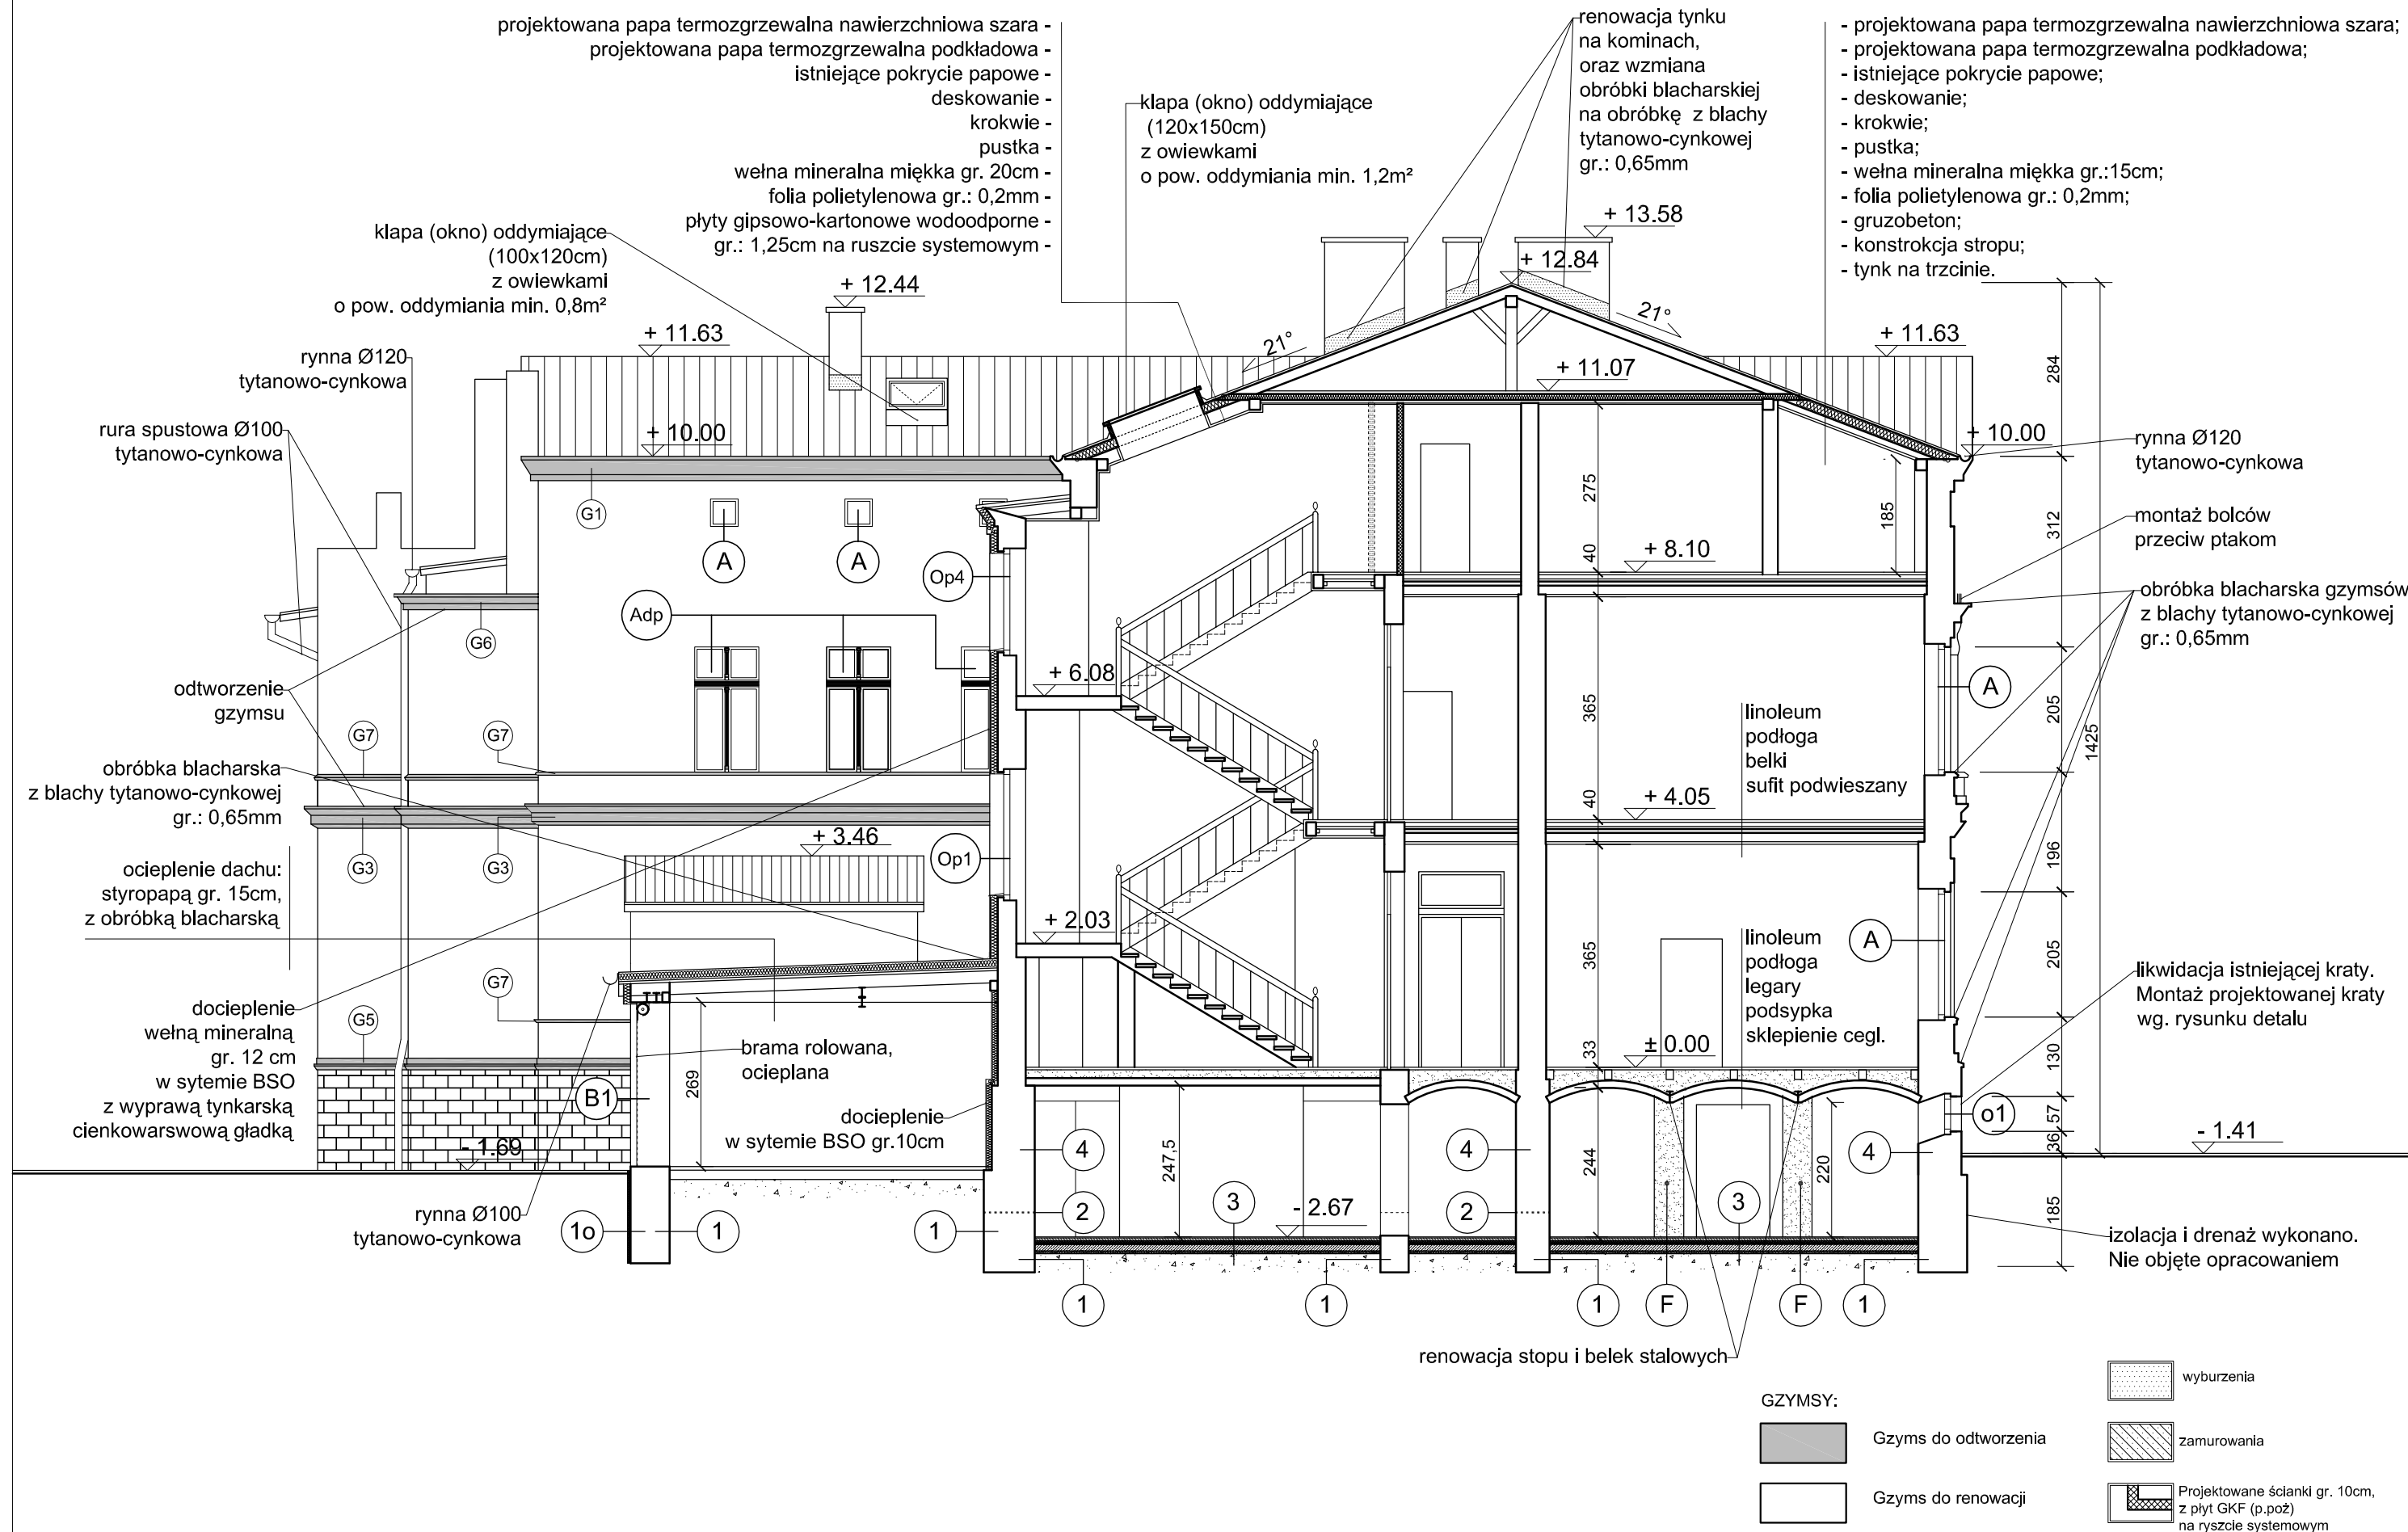 projektowana papa termozgrzewalna nawierzchniowa szara -
projektowana papa termozgrzewalna podkładowa -
istniejące pokrycie papowe -
deskowanie -
krokwie -
pustka -
wełna mineralna miękka gr. 20cm -
folia polietylenowa gr.: 0,2mm -
płyty gipsowo-kartonowe wodoodporne -
gr.: 1,25cm na ruszcie systemowym -
klapa (okno) oddymiające
(120x150cm)
z owiewkami
o pow. oddymiania min. 1,2m²
renowacja tynku
na kominach,
oraz wzmiana
obróbki blacharskiej
na obróbkę z blachy
tytanowo-cynkowej
gr.: 0,65mm
- projektowana papa termozgrzewalna nawierzchniowa szara;
- projektowana papa termozgrzewalna podkładowa;
- istniejące pokrycie papowe;
- deskowanie;
- krokwie;
- pustka;
- wełna mineralna miękka gr.:15cm;
- folia polietylenowa gr.: 0,2mm;
- gruzobeton;
- konstrokcja stropu;
- tynk na trzcinie.
klapa (okno) oddymiające
(100x120cm)
z owiewkami
o pow. oddymiania min. 0,8m²
rynna Ø120
tytanowo-cynkowa
rura spustowa Ø100
tytanowo-cynkowa
odtworzenie
gzymsu
obróbka blacharska
z blachy tytanowo-cynkowej
gr.: 0,65mm
ocieplenie dachu:
styropapą gr. 15cm,
z obróbką blacharską
docieplenie
wełną mineralną
gr. 12 cm
w sytemie BSO
z wyprawą tynkarską
cienkowarswową gładką
rynna Ø100
tytanowo-cynkowa
+ 13.58
+ 12.84
+ 12.44
+ 11.63
+ 11.63
21°
21°
+ 11.07
+ 10.00
+ 10.00
+ 8.10
+ 6.08
+ 4.05
+ 3.46
+ 2.03
± 0.00
- 1.69
- 1.41
- 2.67
G1
A
A
Op4
Adp
G6
G7
G7
G3
G3
Op1
G7
G5
B1
brama rolowana,
ocieplana
docieplenie
w sytemie BSO gr.10cm
269
275
40
365
40
365
33
244
247,5
220
185
284
312
205
196
205
130
57
36
185
1425
linoleum
podłoga
belki
sufit podwieszany
linoleum
podłoga
legary
podsypka
sklepienie cegl.
A
A
o1
rynna Ø120
tytanowo-cynkowa
montaż bolców
przeciw ptakom
obróbka blacharska gzymsów
z blachy tytanowo-cynkowej
gr.: 0,65mm
likwidacja istniejącej kraty.
Montaż projektowanej kraty
wg. rysunku detalu
izolacja i drenaż wykonano.
Nie objęte opracowaniem
4
4
4
2
2
3
3
1o
1
1
1
1
1
F
F
1
renowacja stopu i belek stalowych
GZYMSY:
Gzyms do odtworzenia
Gzyms do renowacji
wyburzenia
zamurowania
Projektowane ścianki gr. 10cm,
z płyt GKF (p.poż)
na ryszcie systemowym